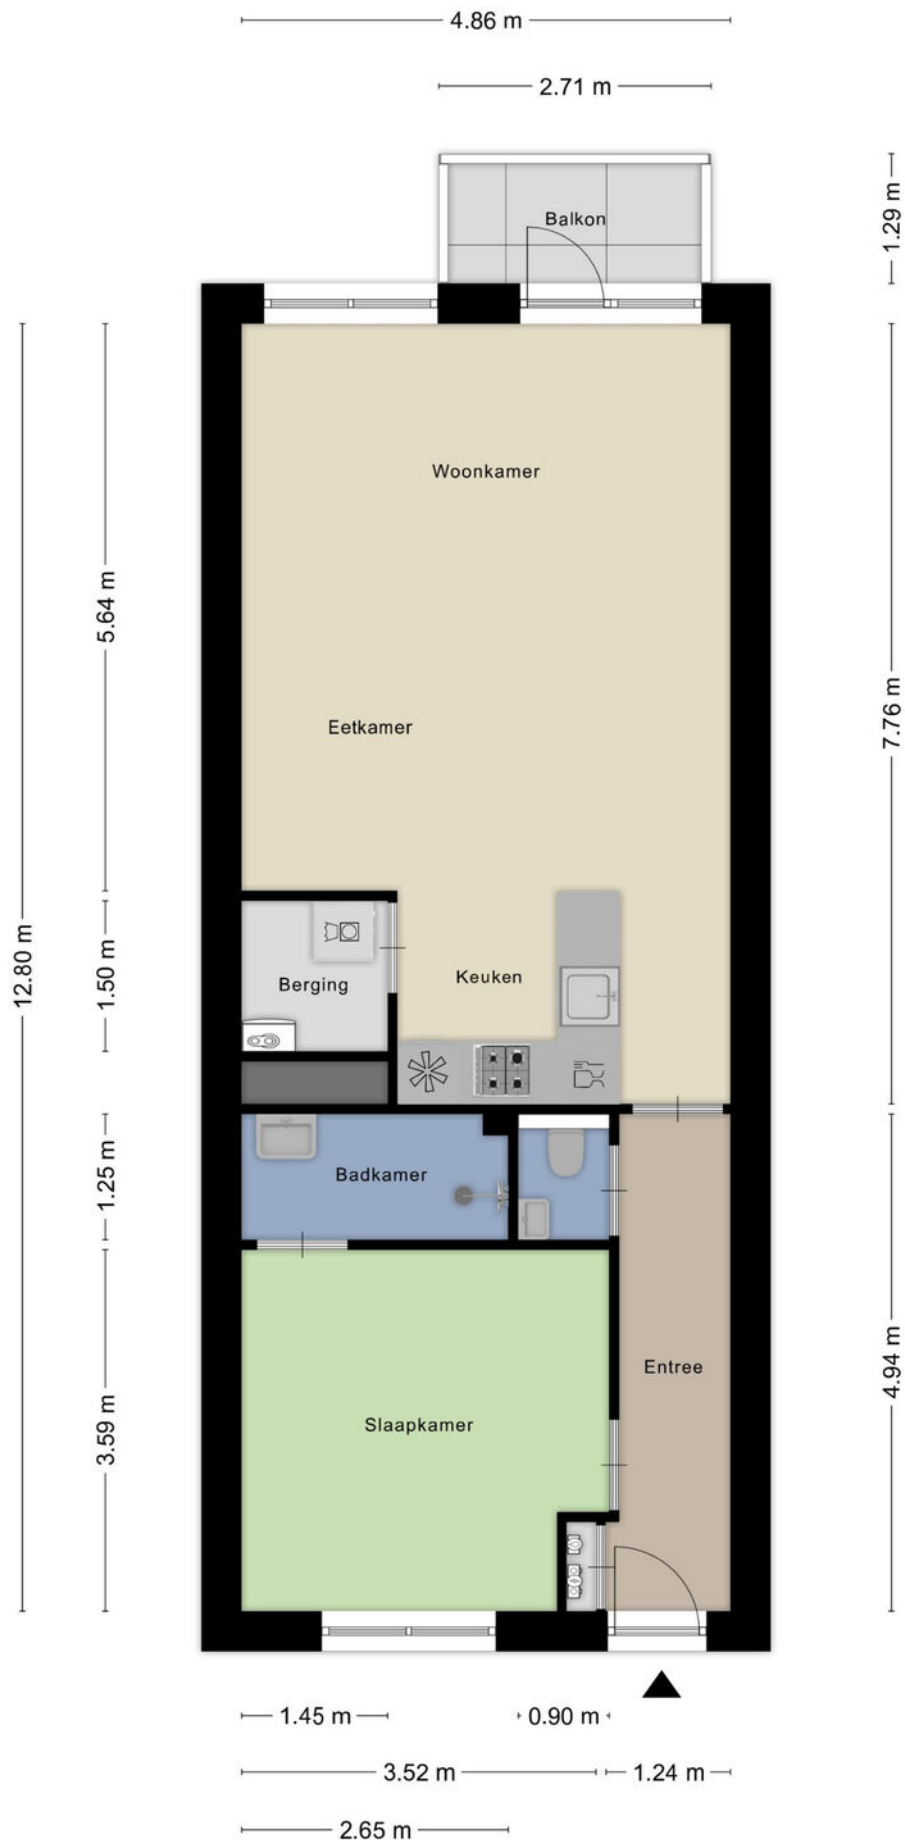 4.86 m
2.71 m
1.29 m
Balkon
Woonkamer
5.64 m
7.76 m
Eetkamer
12.80 m
1.50 m
Keuken
Berging
1.25 m
Badkamer
Entree
4.94 m
3.59 m
Slaapkamer
1.45 m
0.90 m
3.52 m
1.24 m
2.65 m